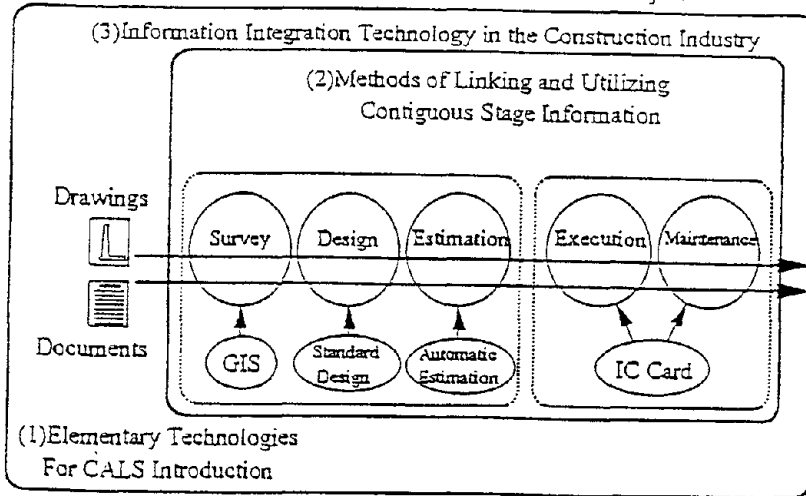 (3)Information Integration Technology in the Construction Industry
(2)Methods of Linking and Utilizing
Contiguous Stage Information
Drawings
Survey
Design
Estimation
Execution
Maintenance
Documents
GIS
Standard
Design
Automatic
Estimation
IC Card
(1)Elementary Technologies
For CALS Introduction